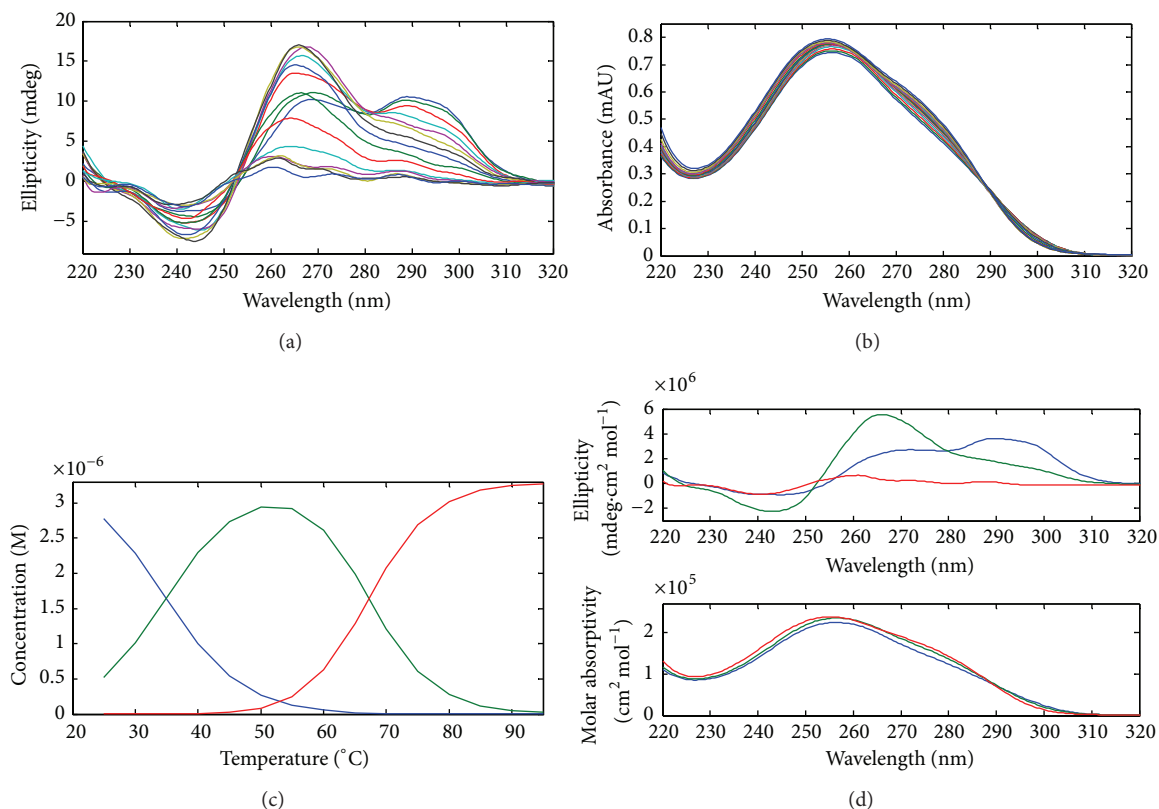 20
15
10
5
0
−5
Ellipticity (mdeg)
220 230 240 250 260 270 280 290 300 310 320
Wavelength (nm)
(a)
0.8
0.7
0.6
0.5
0.4
0.3
0.2
0.1
0
Absorbance (mAU)
220 230 240 250 260 270 280 290 300 310 320
Wavelength (nm)
(b)
×10−6
3
2.5
2
1.5
1
0.5
0
Concentration (M)
20 30 40 50 60 70 80 90
Temperature (°C)
(c)
×10⁶
6
4
2
0
−2
Ellipticity
(mdeg·cm² mol⁻¹)
220 230 240 250 260 270 280 290 300 310 320
Wavelength (nm)
×10⁵
2
1
0
Molar absorptivity
(cm² mol⁻¹)
220 230 240 250 260 270 280 290 300 310 320
Wavelength (nm)
(d)